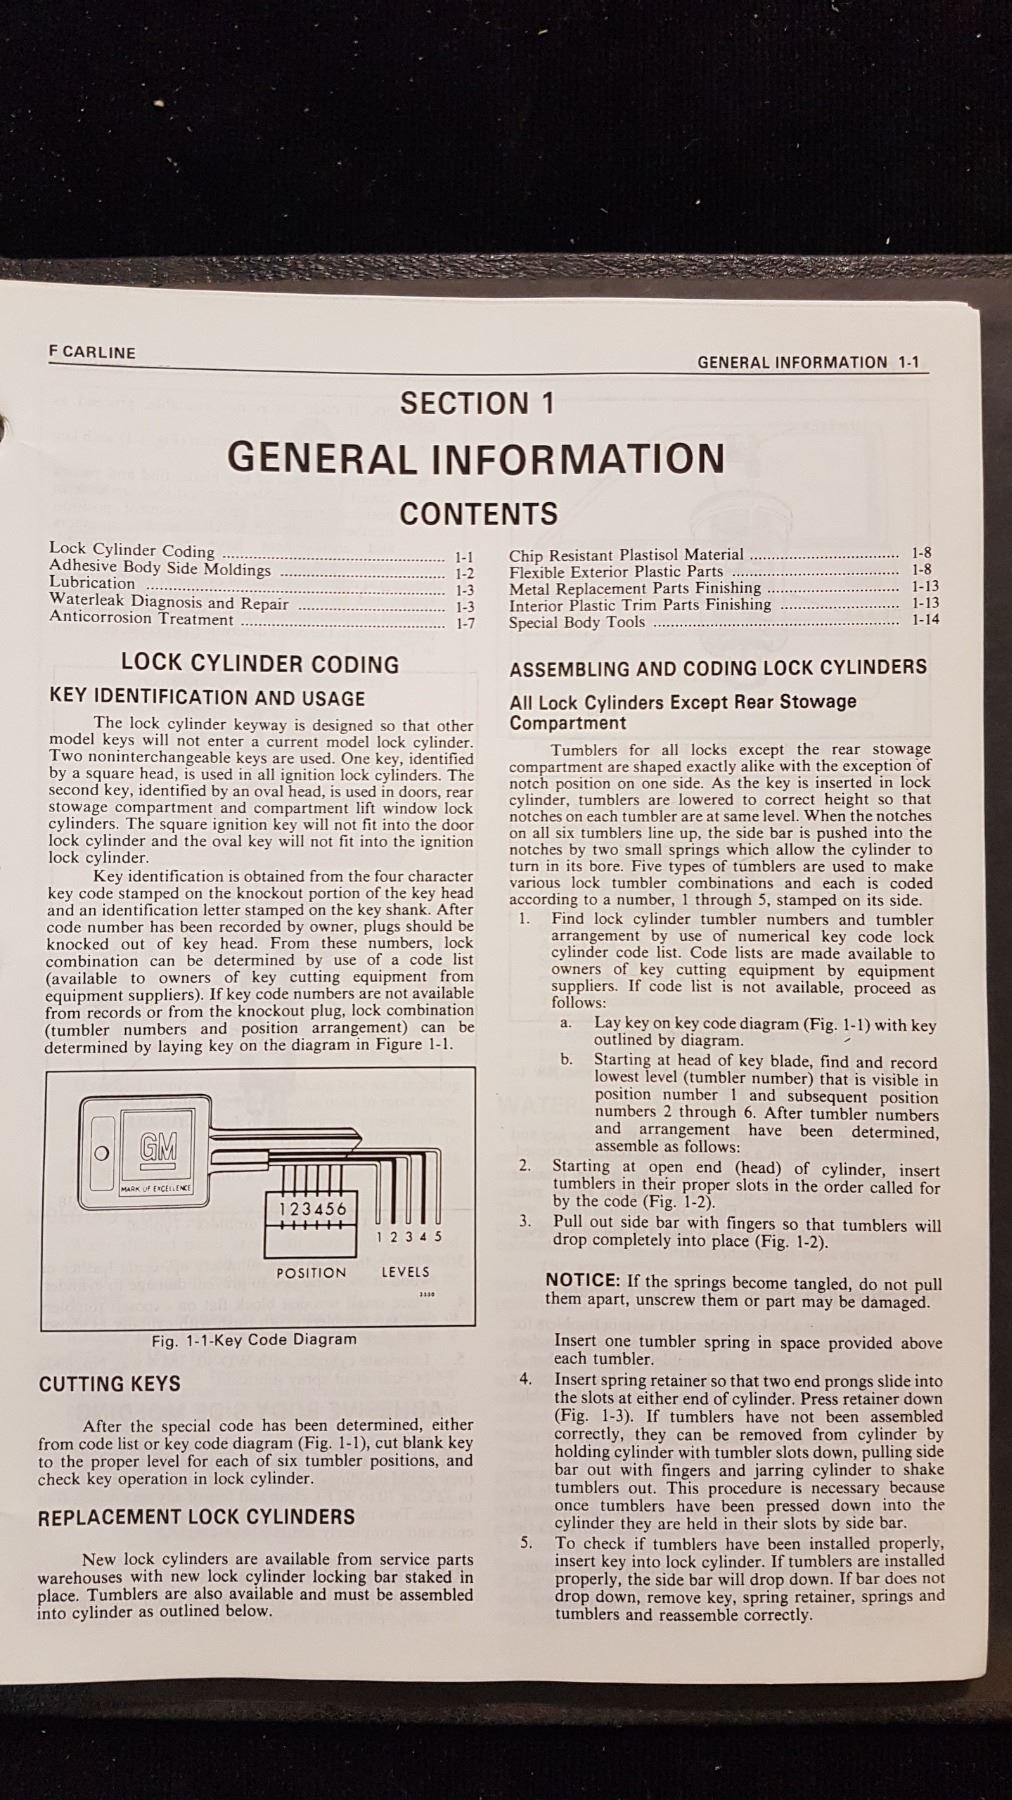 F CARLINE
GENERAL INFORMATION 1-1
SECTION 1
GENERAL INFORMATION
CONTENTS
Lock Cylinder Coding ............................................. 1-1
Adhesive Body Side Moldings ................................. 1-2
Lubrication ............................................................ 1-3
Waterleak Diagnosis and Repair ............................. 1-3
Anticorrosion Treatment ......................................... 1-7
Chip Resistant Plastisol Material .............................. 1-8
Flexible Exterior Plastic Parts .................................. 1-8
Metal Replacement Parts Finishing ........................... 1-13
Interior Plastic Trim Parts Finishing ........................ 1-13
Special Body Tools .................................................. 1-14
LOCK CYLINDER CODING
KEY IDENTIFICATION AND USAGE
The lock cylinder keyway is designed so that other
model keys will not enter a current model lock cylinder.
Two noninterchangeable keys are used. One key, identified
by a square head, is used in all ignition lock cylinders. The
second key, identified by an oval head, is used in doors, rear
stowage compartment and compartment lift window lock
cylinders. The square ignition key will not fit into the door
lock cylinder and the oval key will not fit into the ignition
lock cylinder.
Key identification is obtained from the four character
key code stamped on the knockout portion of the key head
and an identification letter stamped on the key shank. After
code number has been recorded by owner, plugs should be
knocked out of key head. From these numbers, lock
combination can be determined by use of a code list
(available to owners of key cutting equipment from
equipment suppliers). If key code numbers are not available
from records or from the knockout plug, lock combination
(tumbler numbers and position arrangement) can be
determined by laying key on the diagram in Figure 1-1.
GM
MARK OF EXCELLENCE
1 2 3 4 5 6
1 2 3 4 5
POSITION
LEVELS
Fig. 1-1-Key Code Diagram
CUTTING KEYS
After the special code has been determined, either
from code list or key code diagram (Fig. 1-1), cut blank key
to the proper level for each of six tumbler positions, and
check key operation in lock cylinder.
REPLACEMENT LOCK CYLINDERS
New lock cylinders are available from service parts
warehouses with new lock cylinder locking bar staked in
place. Tumblers are also available and must be assembled
into cylinder as outlined below.
ASSEMBLING AND CODING LOCK CYLINDERS
All Lock Cylinders Except Rear Stowage
Compartment
Tumblers for all locks except the rear stowage
compartment are shaped exactly alike with the exception of
notch position on one side. As the key is inserted in lock
cylinder, tumblers are lowered to correct height so that
notches on each tumbler are at same level. When the notches
on all six tumblers line up, the side bar is pushed into the
notches by two small springs which allow the cylinder to
turn in its bore. Five types of tumblers are used to make
various lock tumbler combinations and each is coded
according to a number, 1 through 5, stamped on its side.
1. Find lock cylinder tumbler numbers and tumbler
arrangement by use of numerical key code lock
cylinder code list. Code lists are made available to
owners of key cutting equipment by equipment
suppliers. If code list is not available, proceed as
follows:
a. Lay key on key code diagram (Fig. 1-1) with key
outlined by diagram.
b. Starting at head of key blade, find and record
lowest level (tumbler number) that is visible in
position number 1 and subsequent position
numbers 2 through 6. After tumbler numbers
and arrangement have been determined,
assemble as follows:
2. Starting at open end (head) of cylinder, insert
tumblers in their proper slots in the order called for
by the code (Fig. 1-2).
3. Pull out side bar with fingers so that tumblers will
drop completely into place (Fig. 1-2).
NOTICE: If the springs become tangled, do not pull
them apart, unscrew them or part may be damaged.
Insert one tumbler spring in space provided above
each tumbler.
4. Insert spring retainer so that two end prongs slide into
the slots at either end of cylinder. Press retainer down
(Fig. 1-3). If tumblers have not been assembled
correctly, they can be removed from cylinder by
holding cylinder with tumbler slots down, pulling side
bar out with fingers and jarring cylinder to shake
tumblers out. This procedure is necessary because
once tumblers have been pressed down into the
cylinder they are held in their slots by side bar.
5. To check if tumblers have been installed properly,
insert key into lock cylinder. If tumblers are installed
properly, the side bar will drop down. If bar does not
drop down, remove key, spring retainer, springs and
tumblers and reassemble correctly.